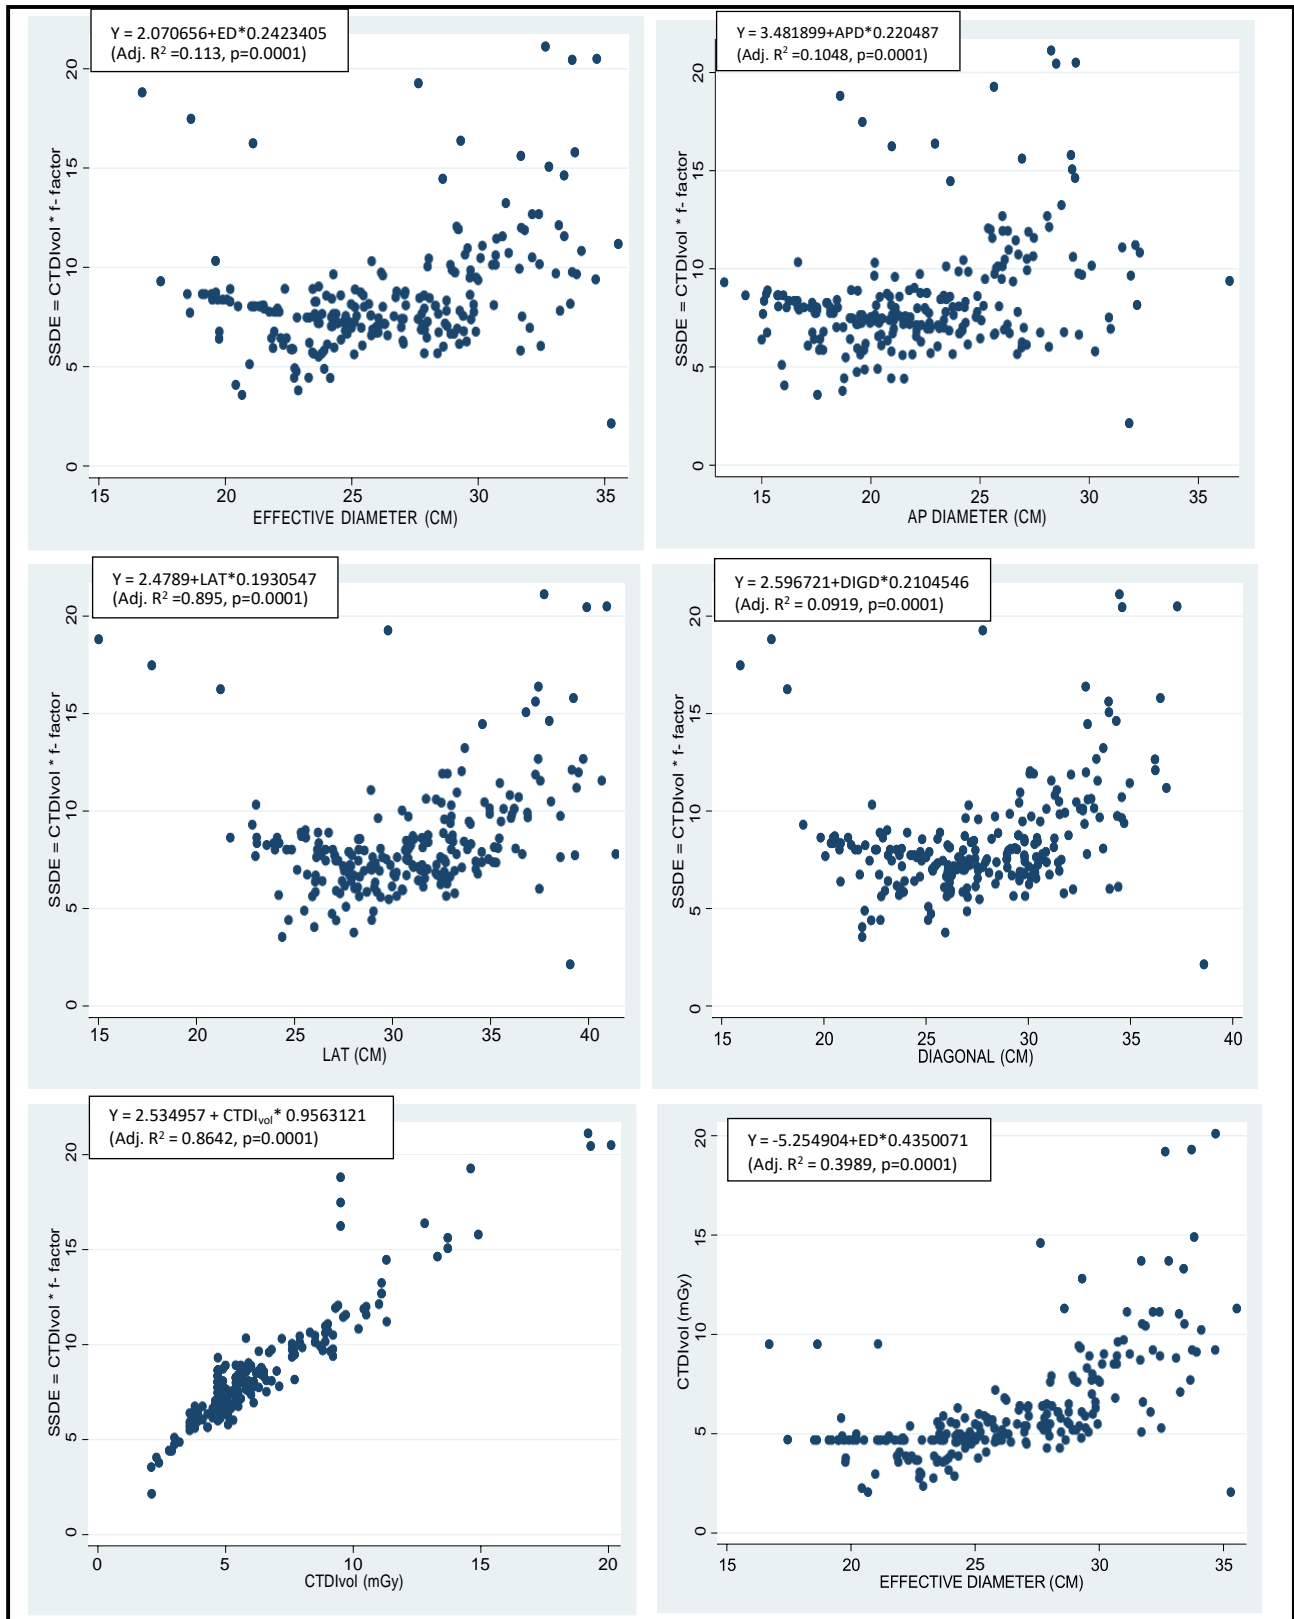 Y = 2.070656+ED*0.2423405
(Adj. R² =0.113, p=0.0001)
SSDE = CTDIvol * f- factor
20
15
10
5
0
15 20 25 30 35
EFFECTIVE DIAMETER (CM)
Y = 3.481899+APD*0.220487
(Adj. R² =0.1048, p=0.0001)
SSDE = CTDIvol * f- factor
20
15
10
5
0
15 20 25 30 35
AP DIAMETER (CM)
Y = 2.4789+LAT*0.1930547
(Adj. R² =0.895, p=0.0001)
SSDE = CTDIvol * f- factor
20
15
10
5
0
15 20 25 30 35 40
LAT (CM)
Y = 2.596721+DIGD*0.2104546
(Adj. R² = 0.0919, p=0.0001)
SSDE = CTDIvol * f- factor
20
15
10
5
0
15 20 25 30 35 40
DIAGONAL (CM)
Y = 2.534957 + CTDIvol* 0.9563121
(Adj. R² = 0.8642, p=0.0001)
SSDE = CTDIvol * f- factor
20
15
10
5
0
0 5 10 15 20
CTDIvol (mGy)
Y = -5.254904+ED*0.4350071
(Adj. R² = 0.3989, p=0.0001)
CTDIvol (mGy)
20
15
10
5
0
15 20 25 30 35
EFFECTIVE DIAMETER (CM)